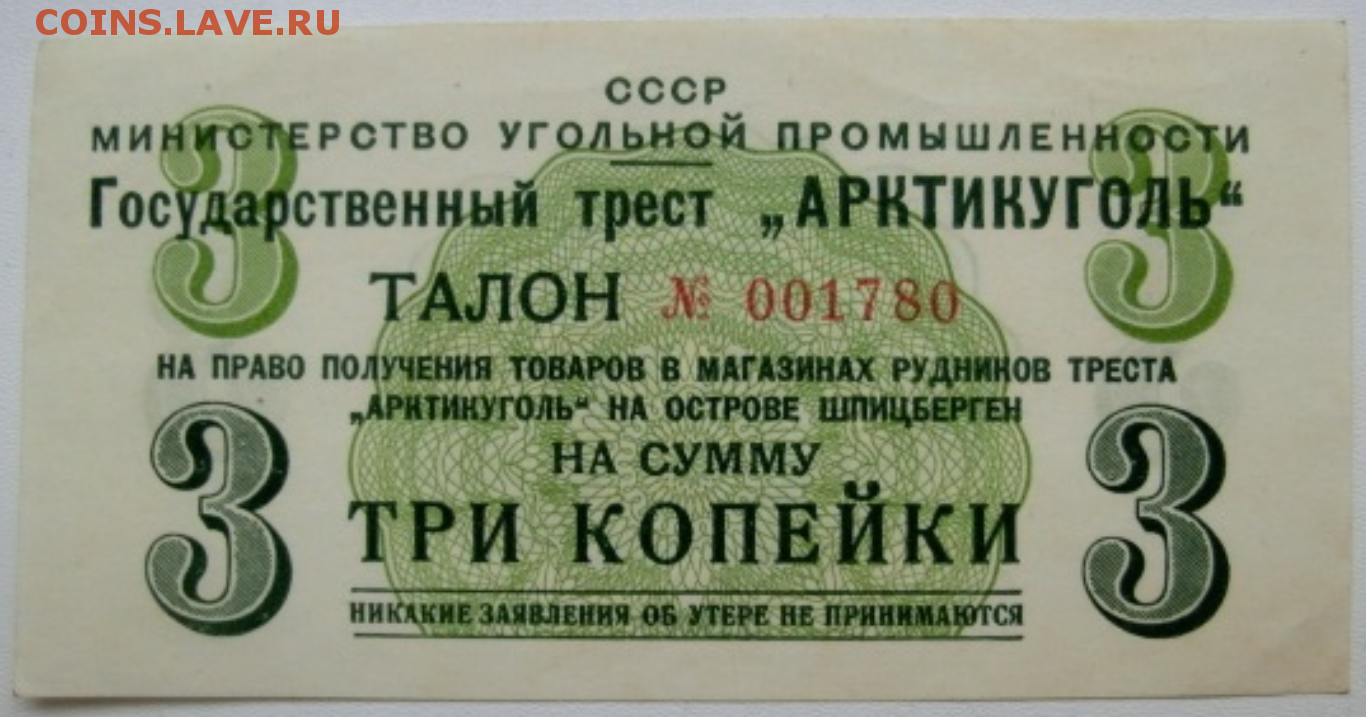 COINS.LAVE.RU
СССР
МИНИСТЕРСТВО УГОЛЬНОЙ ПРОМЫШЛЕННОСТИ
Государственный трест „АРКТИКУГОЛЬ“
3 3
ТАЛОН № 001780
НА ПРАВО ПОЛУЧЕНИЯ ТОВАРОВ В МАГАЗИНАХ РУДНИКОВ ТРЕСТА
„АРКТИКУГОЛЬ“ НА ОСТРОВЕ ШПИЦБЕРГЕН
НА СУММУ
3 ТРИ КОПЕЙКИ 3
НИКАКИЕ ЗАЯВЛЕНИЯ ОБ УТЕРЕ НЕ ПРИНИМАЮТСЯ